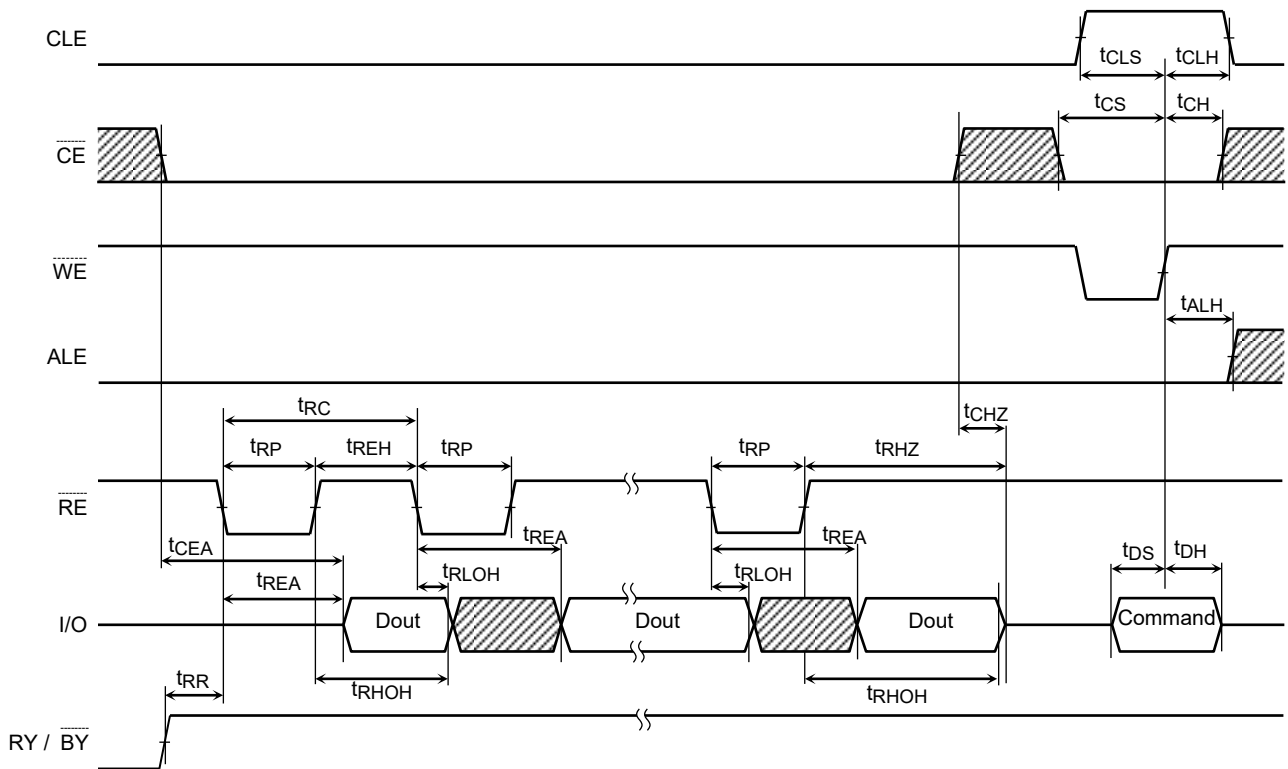 CLE
tCLS tCLH
tCS tCH
CE
WE
tALH
ALE
tRC
tCHZ
tRP tREH tRP tRP tRHZ
RE
tCEA tREA tREA
tREA tRLOH tRLOH tDS tDH
I/O Dout Dout Dout Command
tRR tRHOH tRHOH
RY / BY